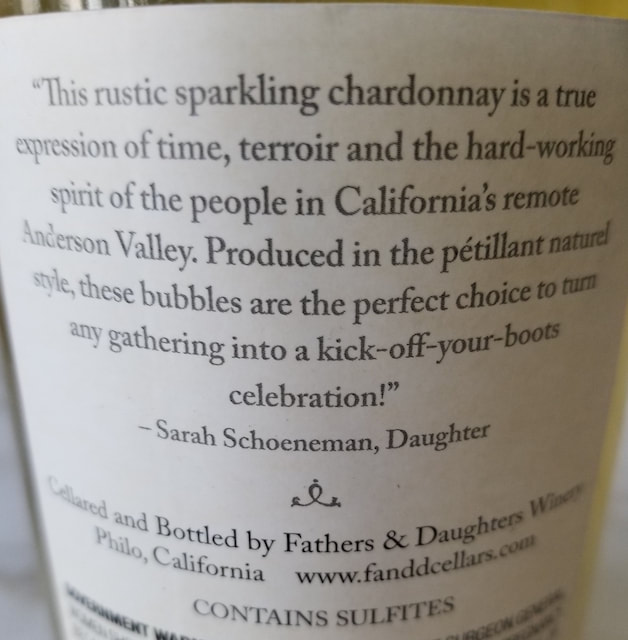 “This rustic sparkling chardonnay is a true
expression of time, terroir and the hard-working
spirit of the people in California’s remote
Anderson Valley. Produced in the pétillant naturel
style, these bubbles are the perfect choice to turn
any gathering into a kick-off-your-boots
celebration!”
– Sarah Schoeneman, Daughter
Cellared and Bottled by Fathers & Daughters Winery
Philo, California www.fanddcellars.com
CONTAINS SULFITES
GOVERNMENT SURGEON GENERAL